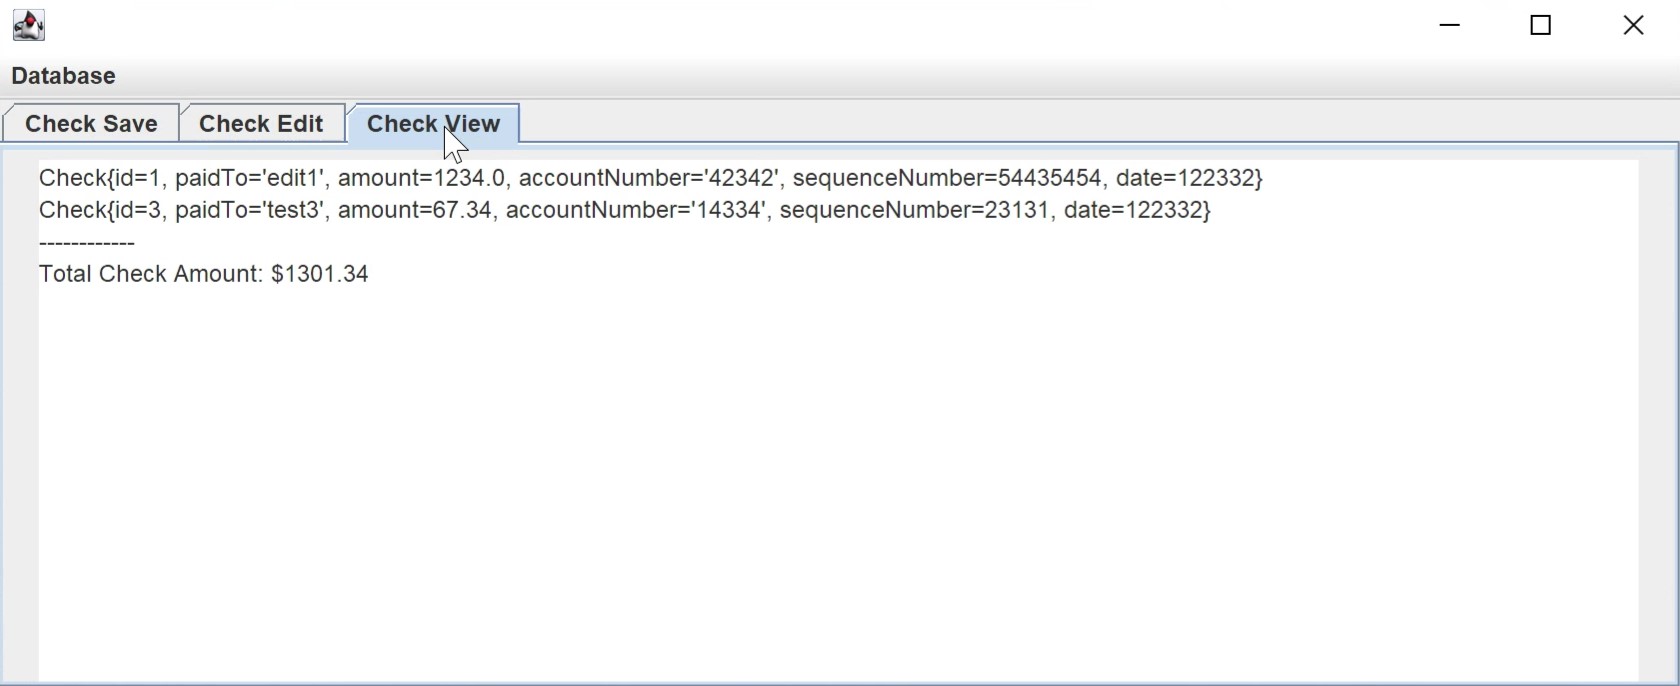 Database
Check Save
Check Edit
Check View
Check{id=1, paidTo='edit1', amount=1234.0, accountNumber='42342', sequenceNumber=54435454, date=122332}
Check{id=3, paidTo='test3', amount=67.34, accountNumber='14334', sequenceNumber=23131, date=122332}
------------
Total Check Amount: $1301.34